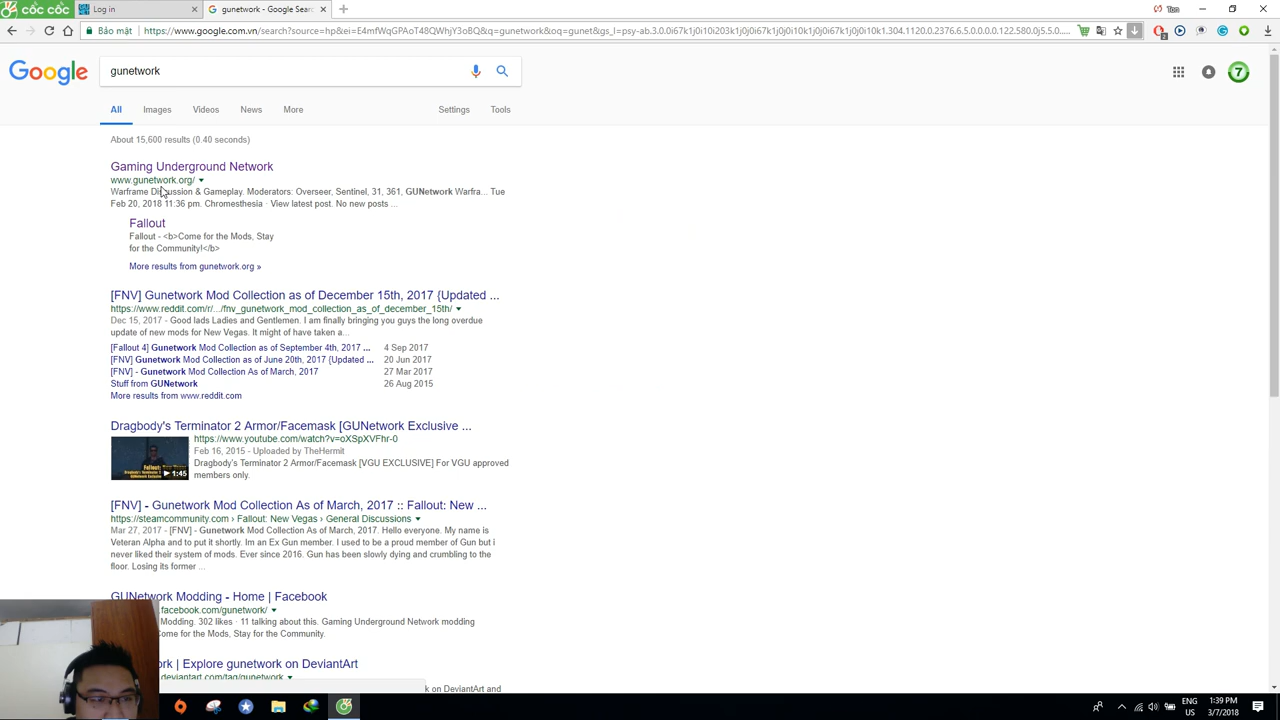 CỐC CỐC
Log in
gunetwork - Google Sear
Bảo mật
https://www.google.com.vn/search?source=hp&ei=E4mfWqGPAoT48QWhjY3oBQ&q=gunetwork&oq=gunet&gs_l=psy-ab.3.0.0i67k1j0i10i203k1j0j0i67k1j0j0i10i67k1j0i10k1j0j0i67k1j0i10k1.304.1120.0.2376.6.5.0.0.0.0.122.580.0j5.5.0....
Google
gunetwork
7
All
Images
Videos
News
More
Settings
Tools
About 15,600 results (0.40 seconds)
Gaming Underground Network
www.gunetwork.org/
Warframe Discussion & Gameplay. Moderators: Overseer, Sentinel, 31, 361, GUNetwork Warfra... Tue
Feb 20, 2018 11:36 pm. Chromesthesia · View latest post. No new posts ...
Fallout
Fallout - <b>Come for the Mods, Stay
for the Community!</b>
More results from gunetwork.org »
[FNV] Gunetwork Mod Collection as of December 15th, 2017 {Updated ...
https://www.reddit.com/r/.../fnv_gunetwork_mod_collection_as_of_december_15th/
Dec 15, 2017 - Good lads Ladies and Gentlemen. I am finally bringing you guys the long overdue
update of new mods for New Vegas. It might of have taken a...
[Fallout 4] Gunetwork Mod Collection as of September 4th, 2017 ... 4 Sep 2017
[FNV] Gunetwork Mod Collection as of June 20th, 2017 {Updated ... 20 Jun 2017
[FNV] - Gunetwork Mod Collection As of March, 2017 27 Mar 2017
Stuff from GUNetwork 26 Aug 2015
More results from www.reddit.com
Dragbody's Terminator 2 Armor/Facemask [GUNetwork Exclusive ...
https://www.youtube.com/watch?v=oXSpXVFhr-0
Feb 16, 2015 - Uploaded by TheHermit
Dragbody's Terminator 2 Armor/Facemask [VGU EXCLUSIVE] For VGU approved
members only.
1:45
[FNV] - Gunetwork Mod Collection As of March, 2017 :: Fallout: New ...
https://steamcommunity.com › Fallout: New Vegas › General Discussions
Mar 27, 2017 - [FNV] - Gunetwork Mod Collection As of March, 2017. Hello everyone. My name is
Veteran Alpha and to put it shortly. Im an Ex Gun member. I used to be a proud member of Gun but i
never liked their system of mods. Ever since 2016. Gun has been slowly dying and crumbling to the
floor. Losing its former ...
GUNetwork Modding - Home | Facebook
.facebook.com/gunetwork/
Modding. 302 likes · 11 talking about this. Gaming Underground Network modding
Come for the Mods, Stay for the Community.
rk | Explore gunetwork on DeviantArt
deviantart.com/tag/gunetwork
k on DeviantArt and
ENG
US
1:39 PM
3/7/2018